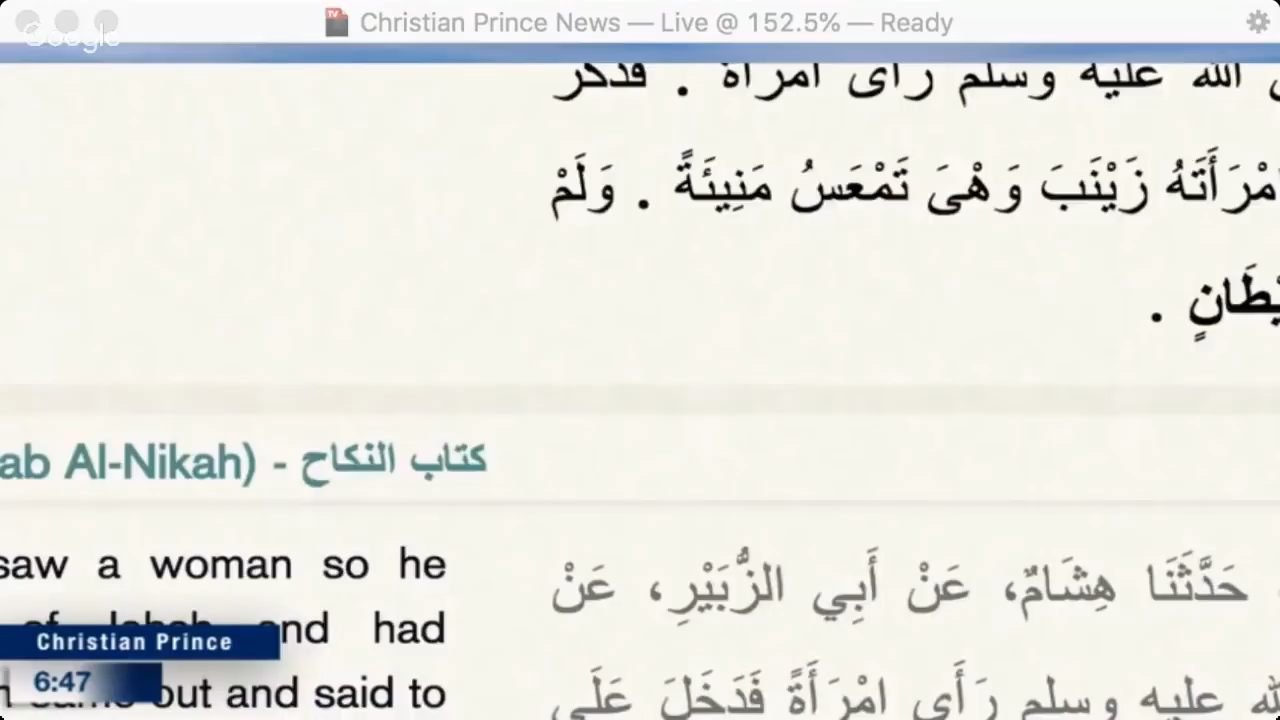 Christian Prince News — Live @ 152.5% — Ready
Google
الله عليه وسلم رأى امرأة . فذكر
امْرَأَتَهُ زَيْنَبَ وَهْىَ تَمْعَسُ مَنِيئَةً . وَلَمْ
يْطَانٍ .
ab Al-Nikah) - كتاب النكاح
saw a woman so he
حَدَّثَنَا هِشَامٌ، عَنْ أَبِي الزُّبَيْرِ، عَنْ
and had
Christian Prince
6:47
out and said to
عليه وسلم رَأَى امْرَأَةً فَدَخَلَ عَلَى